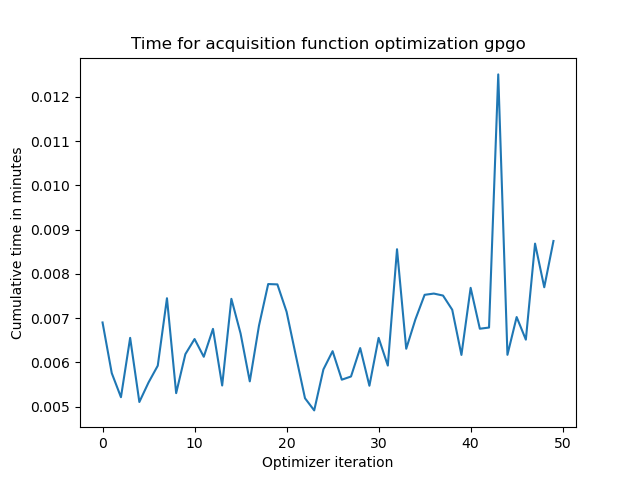 Time for acquisition function optimization gpgo
Cumulative time in minutes
0.012
0.011
0.010
0.009
0.008
0.007
0.006
0.005
0 10 20 30 40 50
Optimizer iteration